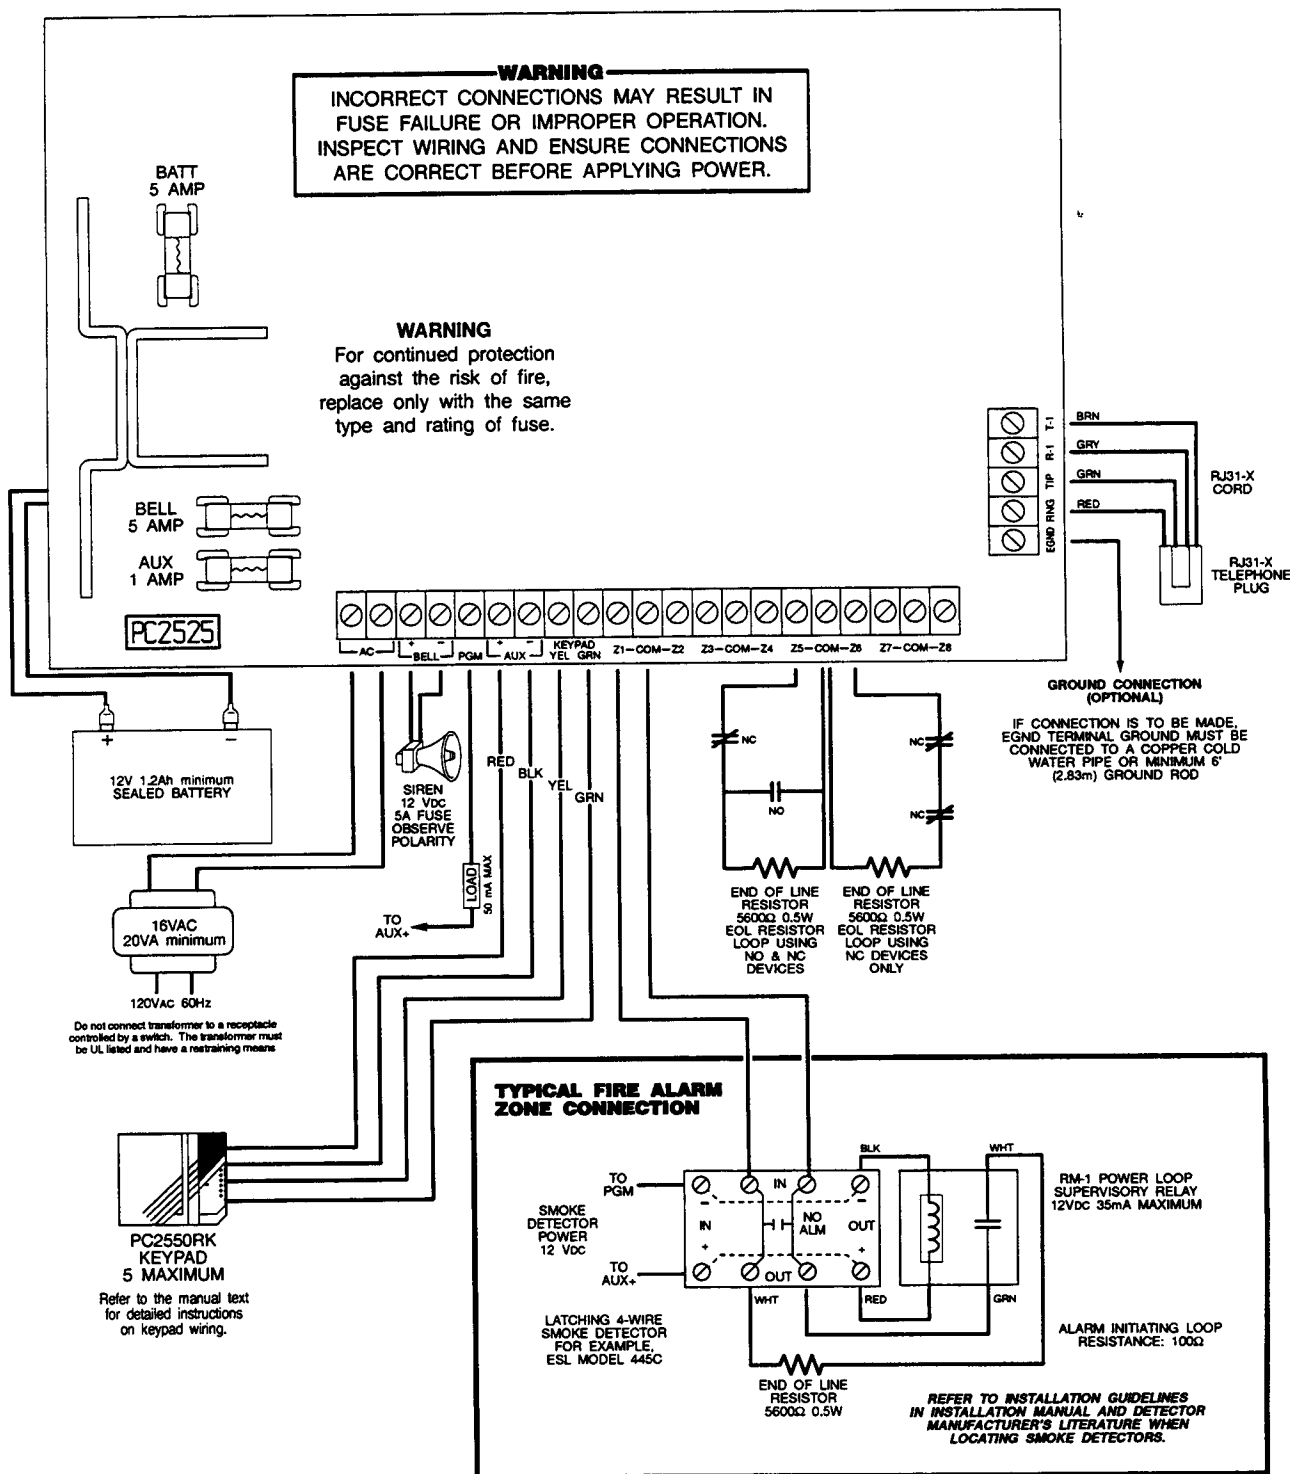 WARNING
INCORRECT CONNECTIONS MAY RESULT IN
FUSE FAILURE OR IMPROPER OPERATION.
INSPECT WIRING AND ENSURE CONNECTIONS
ARE CORRECT BEFORE APPLYING POWER.
BATT
5 AMP
WARNING
For continued protection
against the risk of fire,
replace only with the same
type and rating of fuse.
BELL
5 AMP
AUX
1 AMP
PC2525
T-1
R-1
TIP
RNG
EGND
BRN
GRY
GRN
RED
RJ31-X
CORD
RJ31-X
TELEPHONE
PLUG
AC
+ −
BELL
PGM
+ −
AUX
KEYPAD
YEL GRN
Z1-COM-Z2
Z3-COM-Z4
Z5-COM-Z6
Z7-COM-Z8
GROUND CONNECTION
(OPTIONAL)
IF CONNECTION IS TO BE MADE,
EGND TERMINAL GROUND MUST BE
CONNECTED TO A COPPER COLD
WATER PIPE OR MINIMUM 6'
(2.83m) GROUND ROD
+ −
12V 1.2Ah minimum
SEALED BATTERY
SIREN
12 VDC
5A FUSE
OBSERVE
POLARITY
RED
BLK
YEL
GRN
NC
NO
NC
NC
LOAD
50 mA MAX
TO
AUX+
END OF LINE
RESISTOR
5600Ω 0.5W
EOL RESISTOR
LOOP USING
NO & NC
DEVICES
END OF LINE
RESISTOR
5600Ω 0.5W
EOL RESISTOR
LOOP USING
NC DEVICES
ONLY
16VAC
20VA minimum
120VAC 60Hz
Do not connect transformer to a receptacle
controlled by a switch. The transformer must
be UL listed and have a restraining means
PC2550RK
KEYPAD
5 MAXIMUM
Refer to the manual text
for detailed instructions
on keypad wiring.
TYPICAL FIRE ALARM
ZONE CONNECTION
TO
PGM
SMOKE
DETECTOR
POWER
12 VDC
TO
AUX+
− IN −
IN
NO
ALM
OUT
+ OUT +
BLK
WHT
WHT
RED
GRN
RM-1 POWER LOOP
SUPERVISORY RELAY
12VDC 35mA MAXIMUM
LATCHING 4-WIRE
SMOKE DETECTOR
FOR EXAMPLE,
ESL MODEL 445C
ALARM INITIATING LOOP
RESISTANCE: 100Ω
END OF LINE
RESISTOR
5600Ω 0.5W
REFER TO INSTALLATION GUIDELINES
IN INSTALLATION MANUAL AND DETECTOR
MANUFACTURER'S LITERATURE WHEN
LOCATING SMOKE DETECTORS.